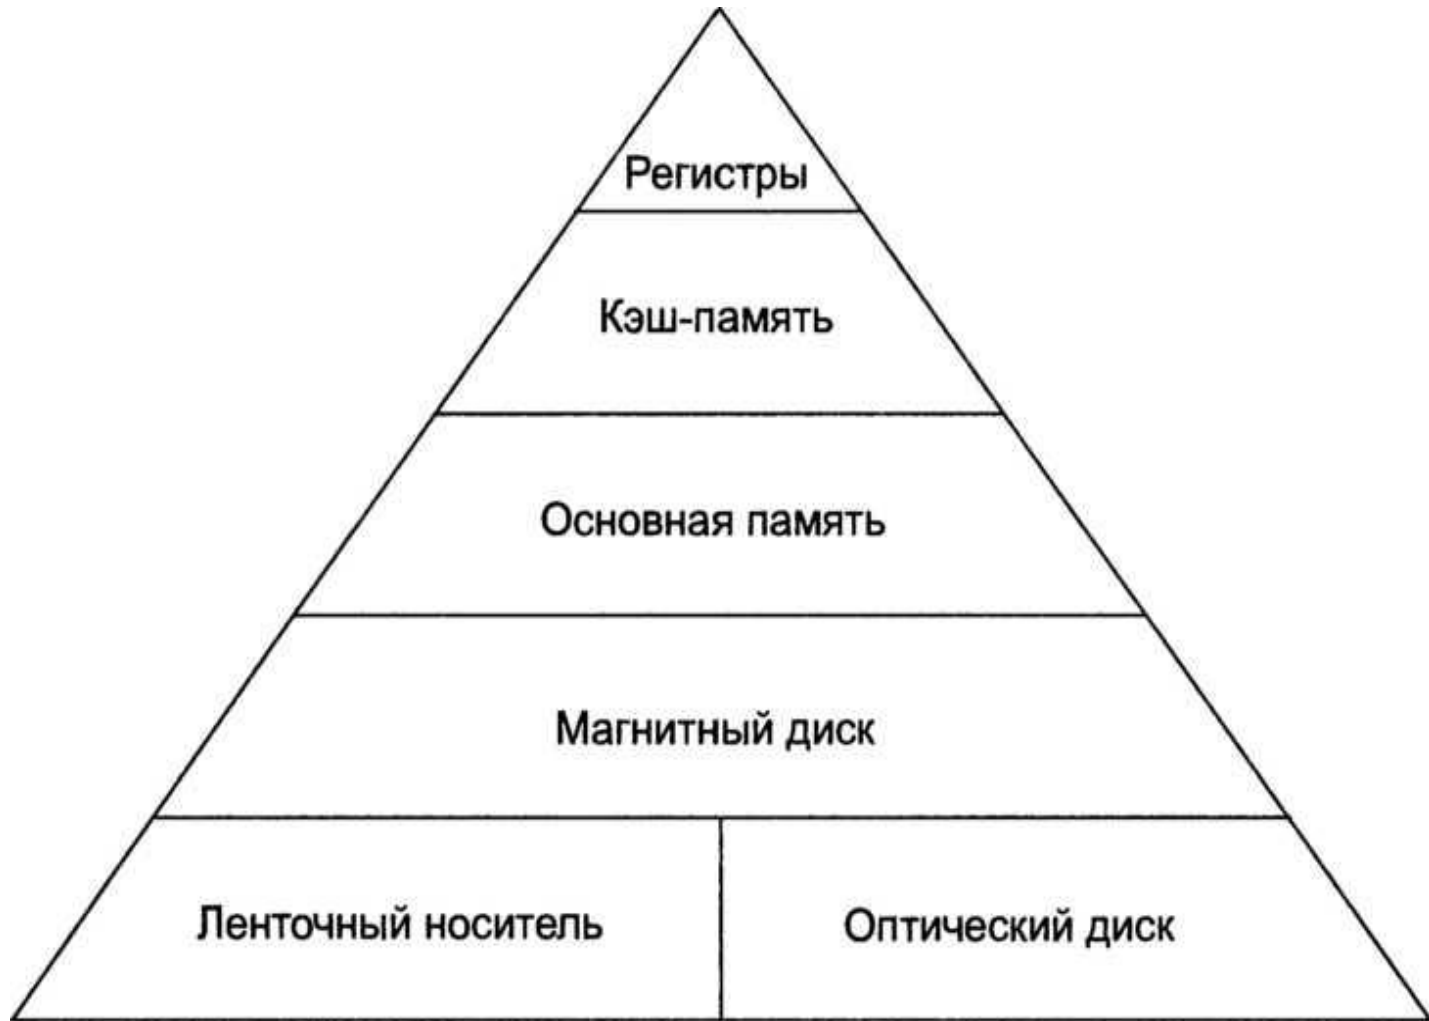 Регистры
Кэш-память
Основная память
Магнитный диск
Ленточный носитель
Оптический диск